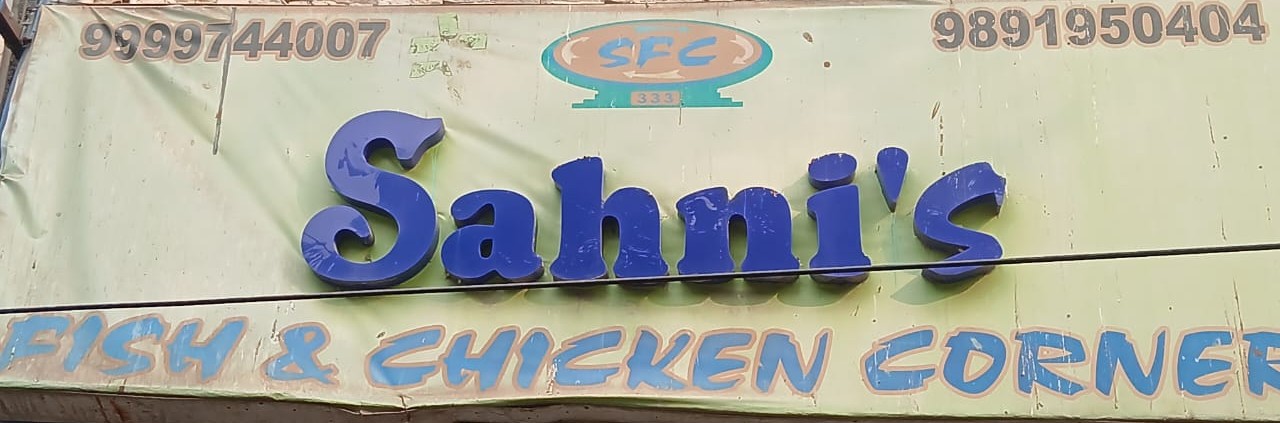 9999744007
SFC
9891950404
333
Sahni's
FISH & CHICKEN CORNER